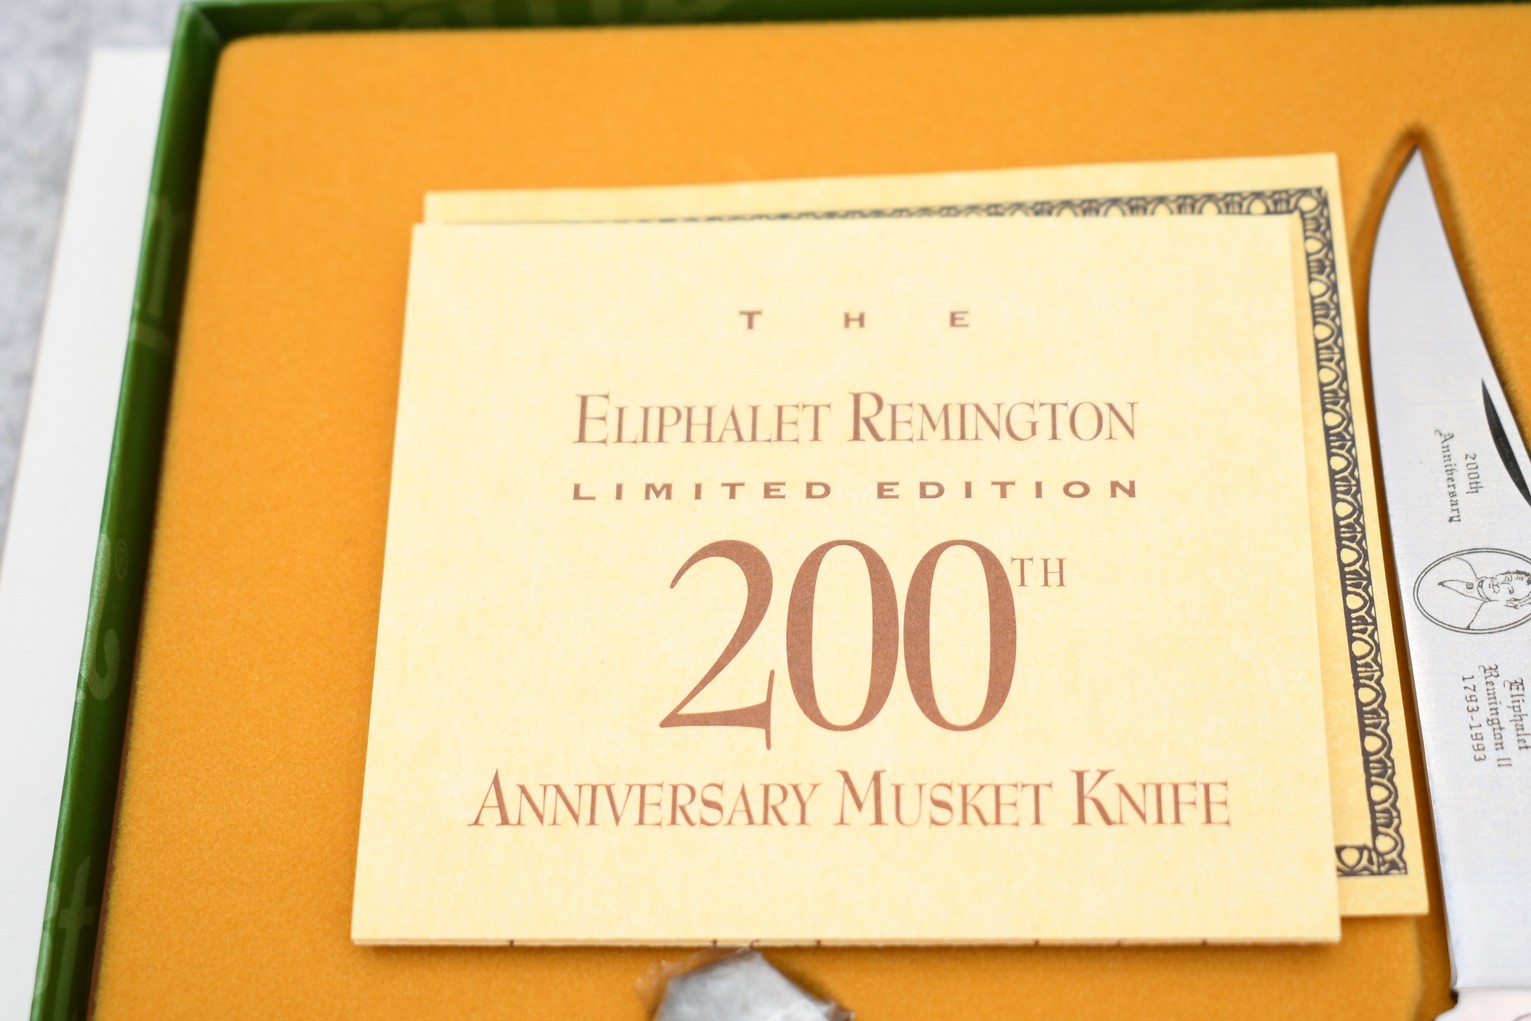 THE
ELIPHALET REMINGTON
LIMITED EDITION
200TH
ANNIVERSARY MUSKET KNIFE
200th
Anniversary
Eliphalet
Remington II
1793-1993